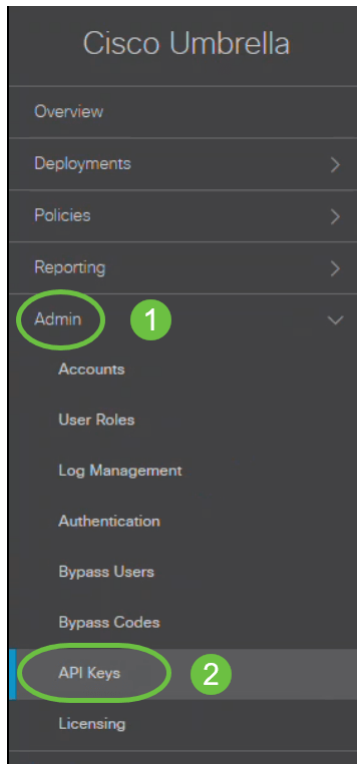 Cisco Umbrella
Overview
Deployments
Policies
Reporting
Admin 1
Accounts
User Roles
Log Management
Authentication
Bypass Users
Bypass Codes
API Keys 2
Licensing